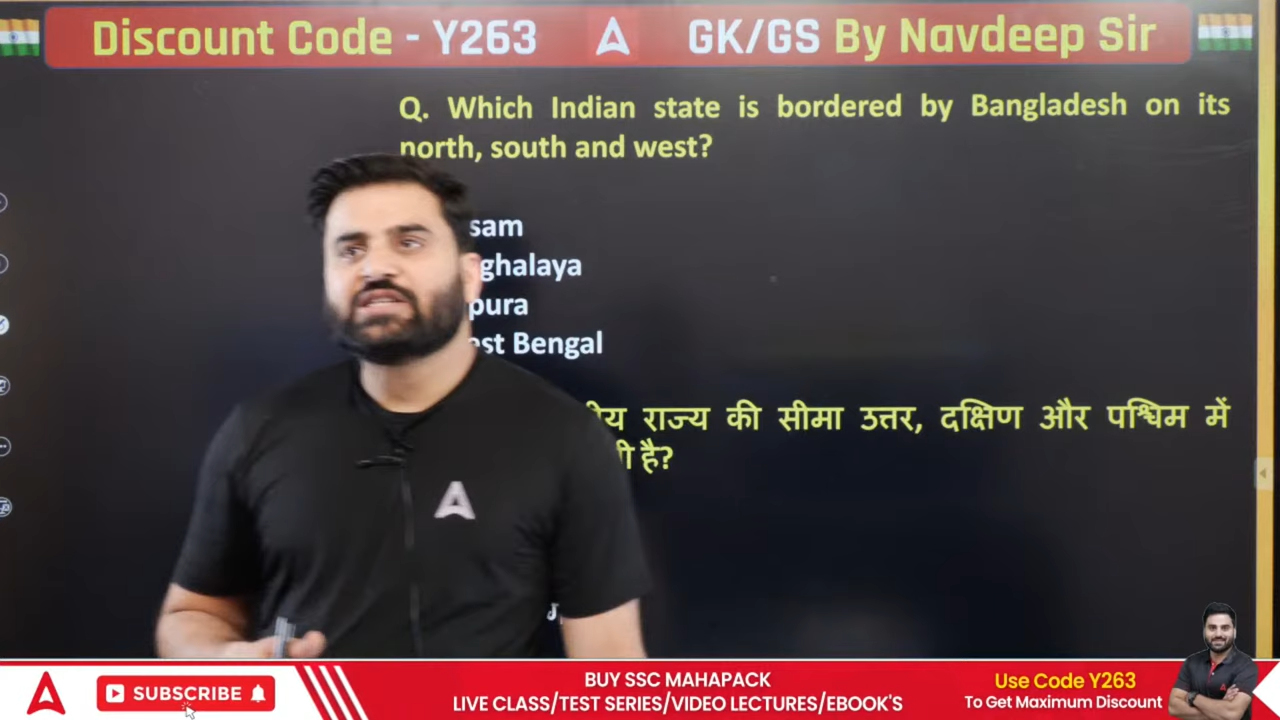 Discount Code - Y263
GK/GS By Navdeep Sir
Q. Which Indian state is bordered by Bangladesh on its
north, south and west?
sam
ghalaya
pura
st Bengal
राज्य की सीमा उत्तर, दक्षिण और पश्चिम में
है?
SUBSCRIBE
BUY SSC MAHAPACK
LIVE CLASS/TEST SERIES/VIDEO LECTURES/EBOOK'S
Use Code Y263
To Get Maximum Discount